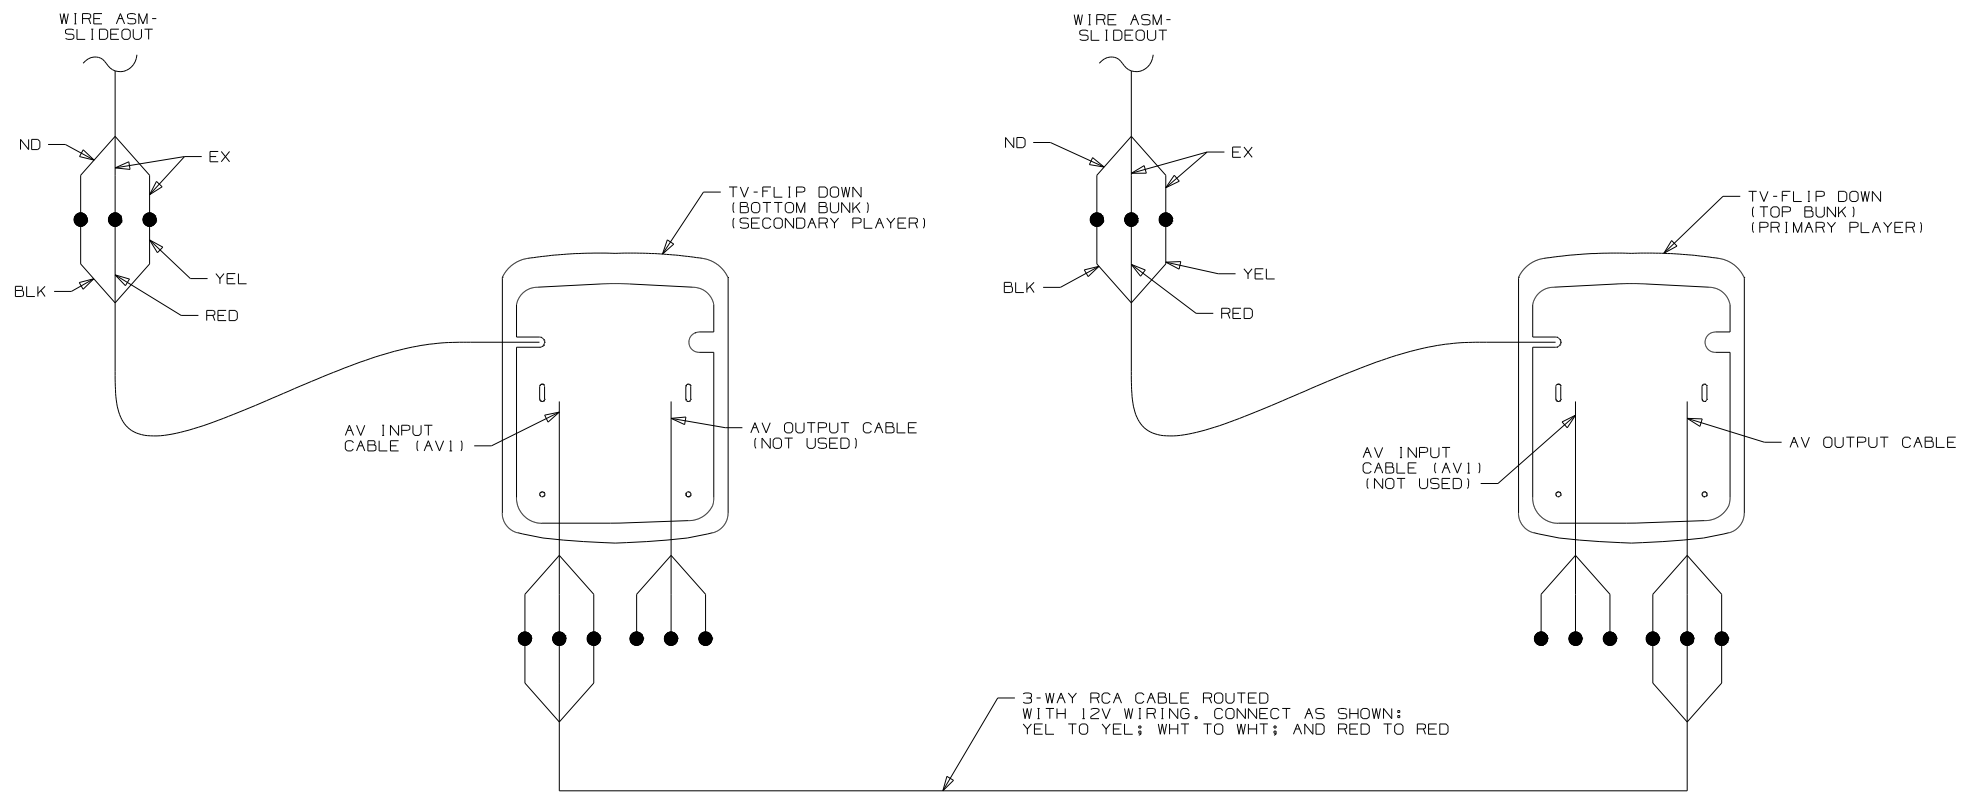 WIRE ASM-
SLIDEOUT
ND
EX
YEL
BLK
RED
TV-FLIP DOWN
(BOTTOM BUNK)
(SECONDARY PLAYER)
AV INPUT
CABLE (AV1)
AV OUTPUT CABLE
(NOT USED)
WIRE ASM-
SLIDEOUT
ND
EX
YEL
BLK
RED
TV-FLIP DOWN
(TOP BUNK)
(PRIMARY PLAYER)
AV INPUT
CABLE (AV1)
(NOT USED)
AV OUTPUT CABLE
3-WAY RCA CABLE ROUTED
WITH 12V WIRING. CONNECT AS SHOWN:
YEL TO YEL; WHT TO WHT; AND RED TO RED